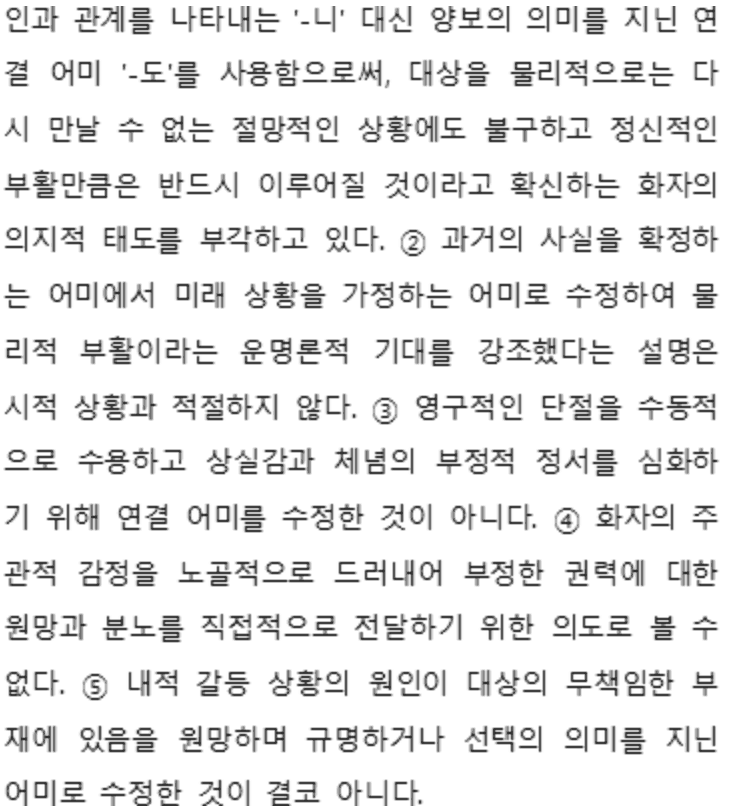 인과 관계를 나타내는 '-니' 대신 양보의 의미를 지닌 연
결 어미 '-도'를 사용함으로써, 대상을 물리적으로는 다
시 만날 수 없는 절망적인 상황에도 불구하고 정신적인
부활만큼은 반드시 이루어질 것이라고 확신하는 화자의
의지적 태도를 부각하고 있다. ② 과거의 사실을 확정하
는 어미에서 미래 상황을 가정하는 어미로 수정하여 물
리적 부활이라는 운명론적 기대를 강조했다는 설명은
시적 상황과 적절하지 않다. ③ 영구적인 단절을 수동적
으로 수용하고 상실감과 체념의 부정적 정서를 심화하
기 위해 연결 어미를 수정한 것이 아니다. ④ 화자의 주
관적 감정을 노골적으로 드러내어 부정한 권력에 대한
원망과 분노를 직접적으로 전달하기 위한 의도로 볼 수
없다. ⑤ 내적 갈등 상황의 원인이 대상의 무책임한 부
재에 있음을 원망하며 규명하거나 선택의 의미를 지닌
어미로 수정한 것이 결코 아니다.